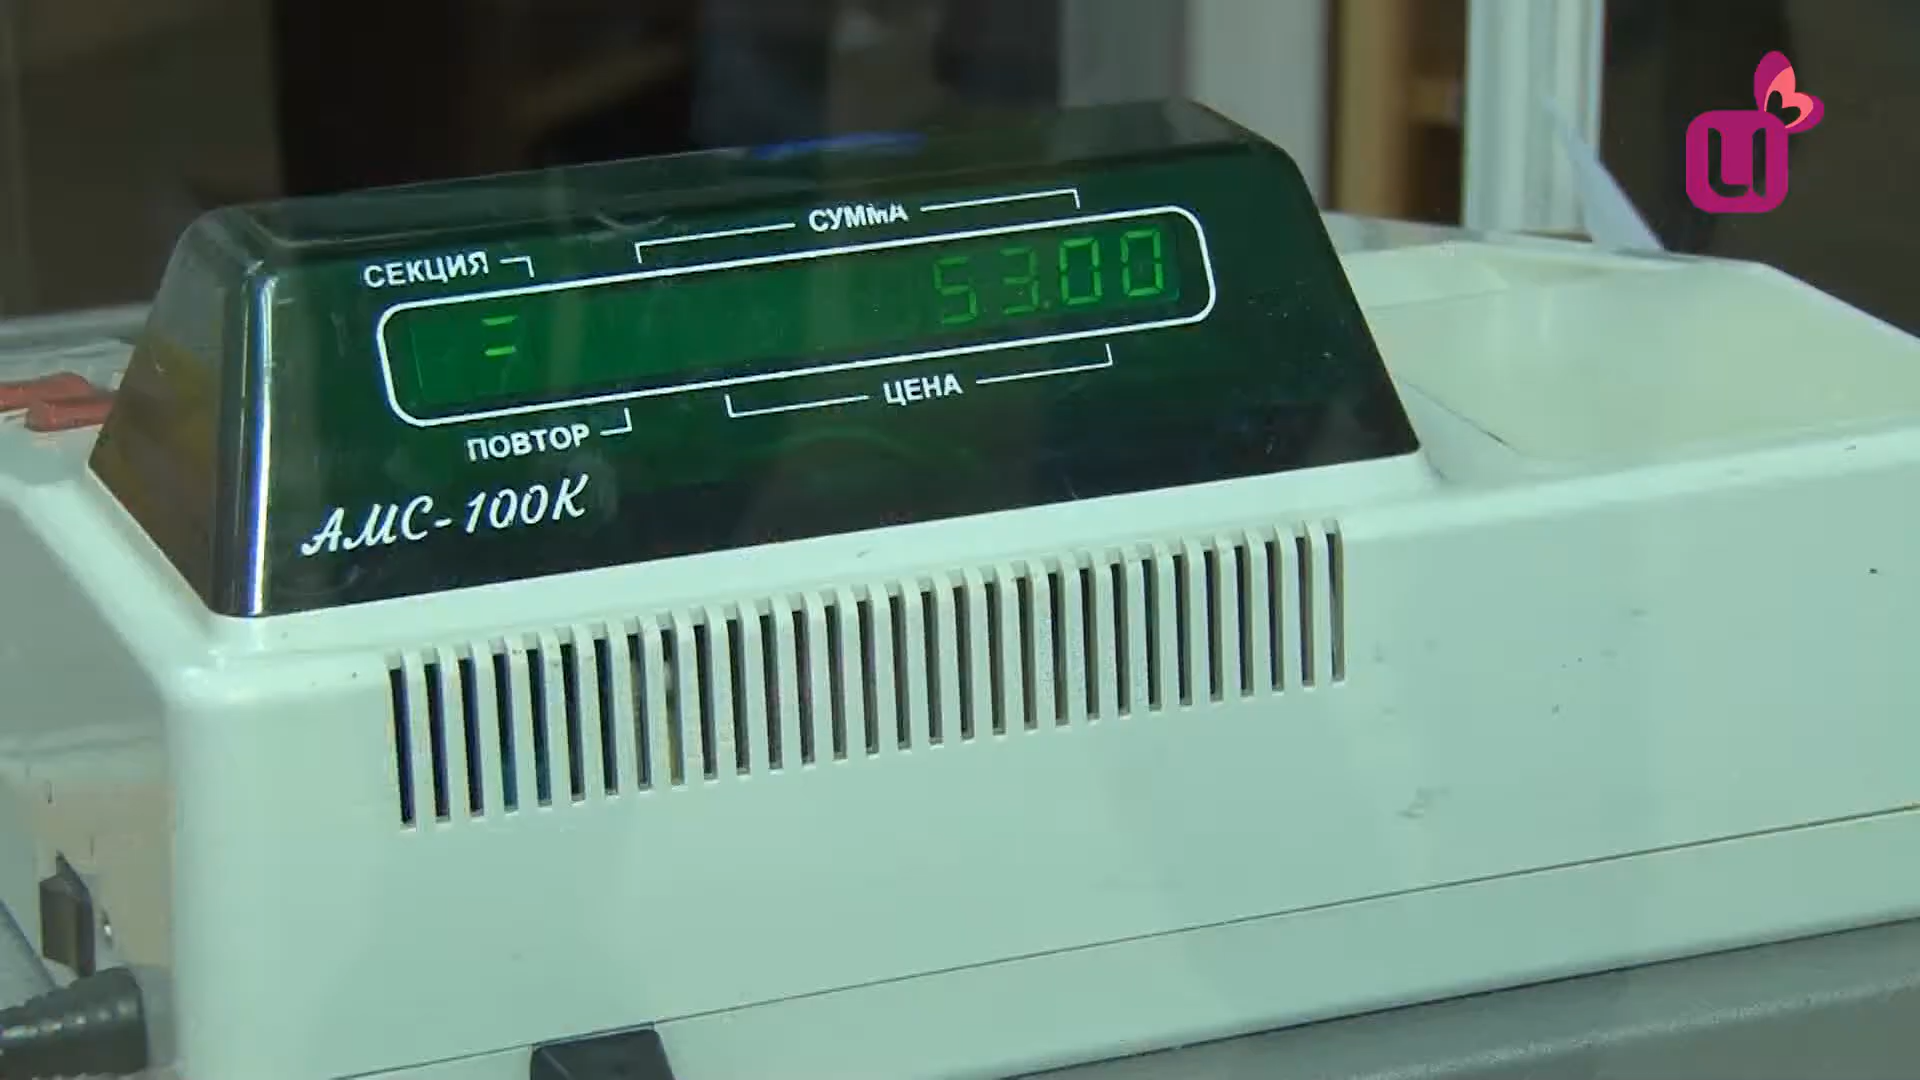 СУММА
СЕКЦИЯ
= 53.00
ЦЕНА
ПОВТОР
АМС-100К